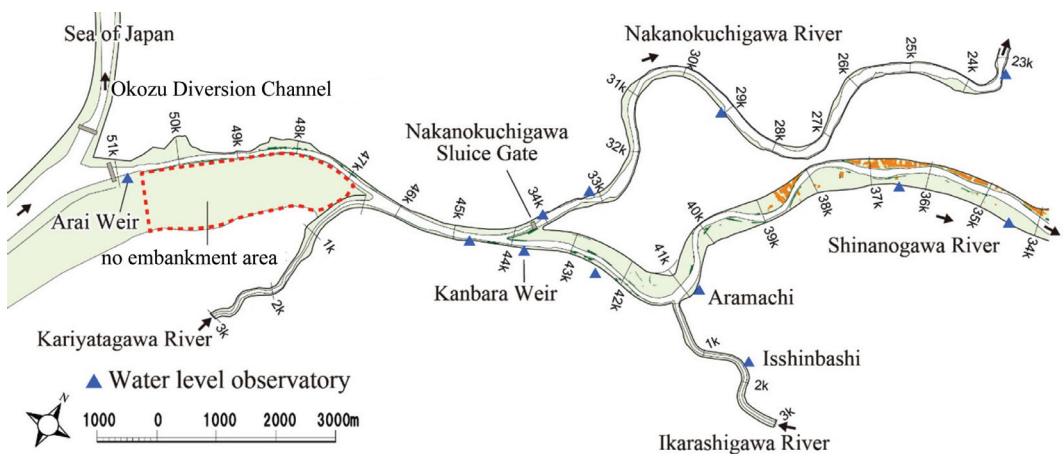 Sea of Japan
Okozu Diversion Channel
Nakanokuchigawa River
51k
50k
49k
48k
47k
46k
45k
44k
43k
42k
41k
40k
39k
38k
37k
36k
35k
34k
34k
33k
32k
31k
30k
29k
28k
27k
26k
25k
24k
23k
Nakanokuchigawa
Sluice Gate
Arai Weir
no embankment area
Kanbara Weir
Shinanogawa River
Aramachi
1k
2k
3k
Kariyatagawa River
1k
2k
3k
Isshinbashi
Ikarashigawa River
Water level observatory
N
1000 0 1000 2000 3000m